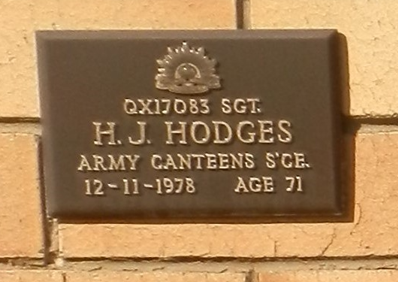 QX17083 SGT.
H. J. HODGES
ARMY CANTEENS S'CE.
12-11-1978 AGE 71